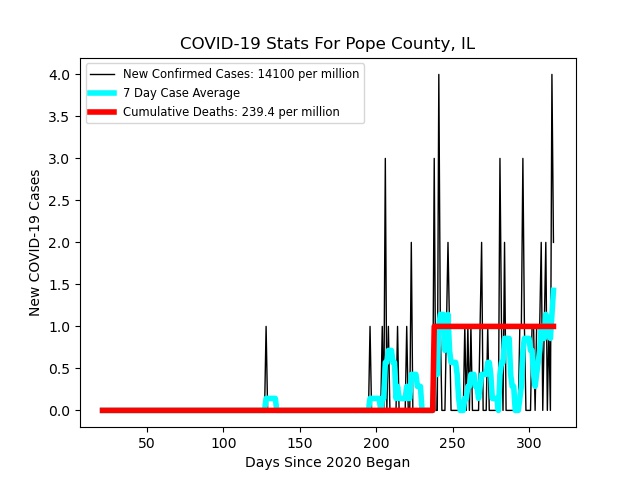 COVID-19 Stats For Pope County, IL
New Confirmed Cases: 14100 per million
7 Day Case Average
Cumulative Deaths: 239.4 per million
New COVID-19 Cases
4.0
3.5
3.0
2.5
2.0
1.5
1.0
0.5
0.0
50 100 150 200 250 300
Days Since 2020 Began